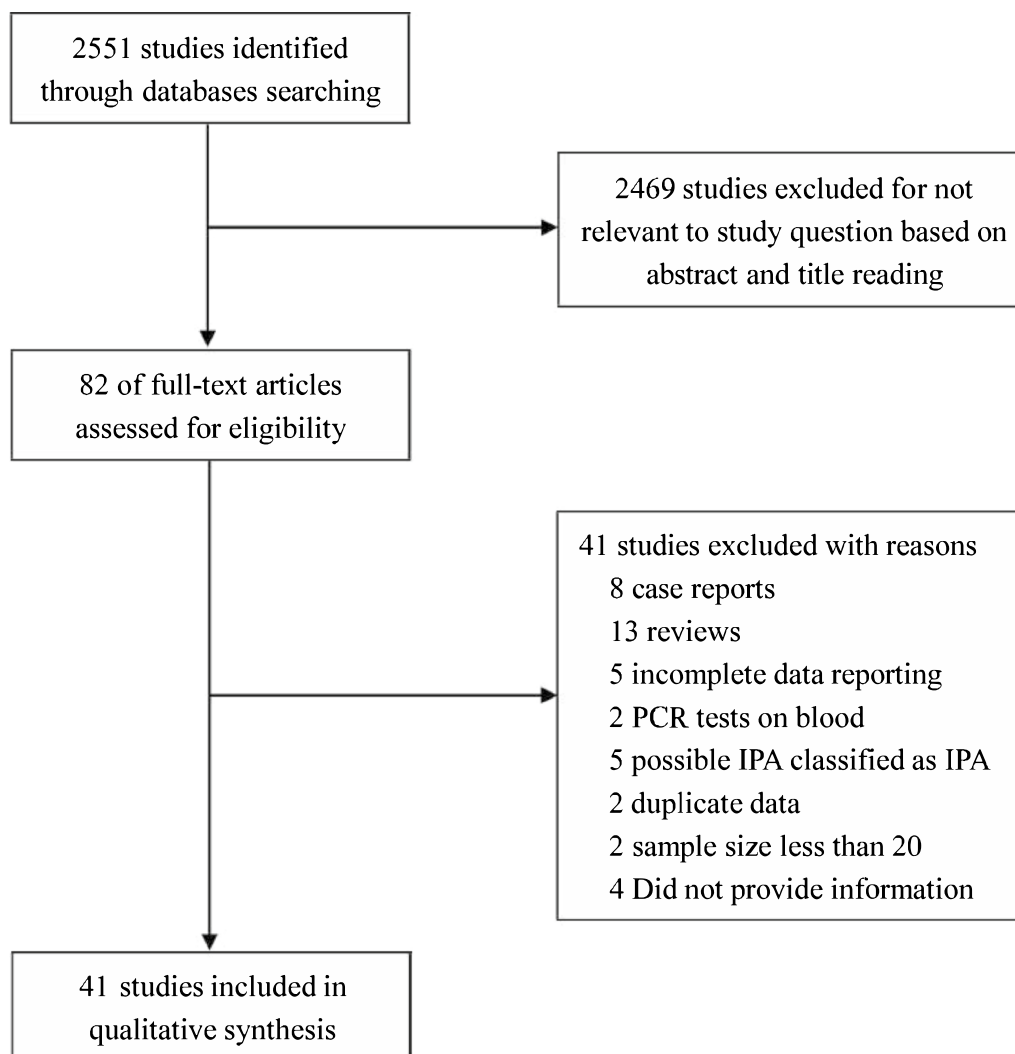 2551 studies identified
through databases searching
2469 studies excluded for not
relevant to study question based on
abstract and title reading
82 of full-text articles
assessed for eligibility
41 studies excluded with reasons
8 case reports
13 reviews
5 incomplete data reporting
2 PCR tests on blood
5 possible IPA classified as IPA
2 duplicate data
2 sample size less than 20
4 Did not provide information
41 studies included in
qualitative synthesis